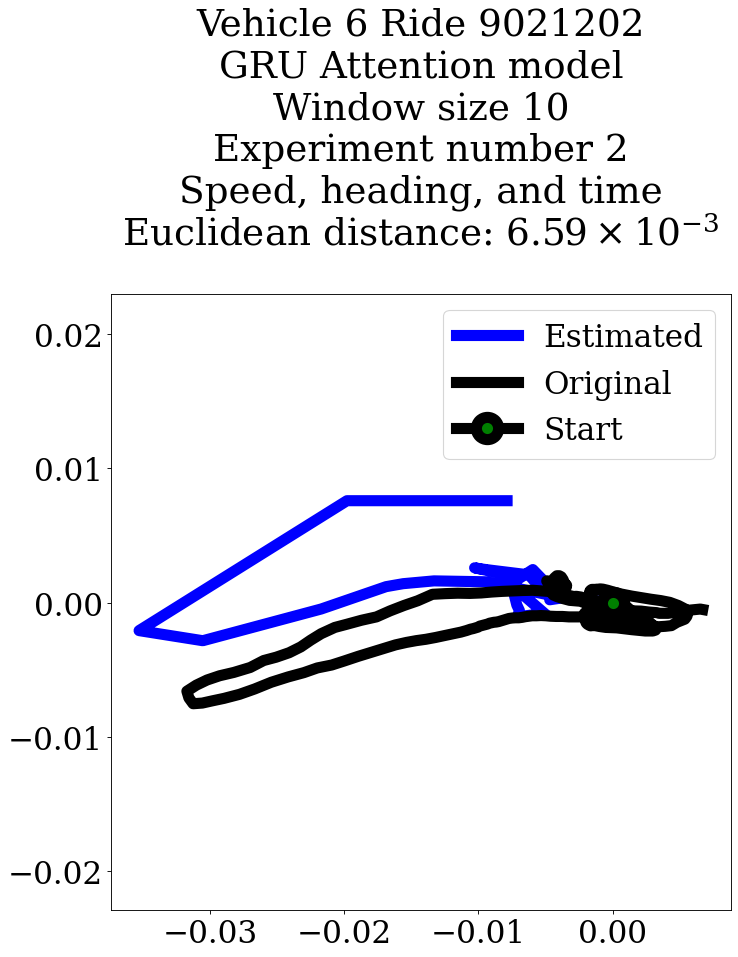 Vehicle 6 Ride 9021202
GRU Attention model
Window size 10
Experiment number 2
Speed, heading, and time
Euclidean distance: 6.59 × 10⁻³
Estimated
Original
Start
0.02
0.01
0.00
−0.01
−0.02
−0.03 −0.02 −0.01 0.00